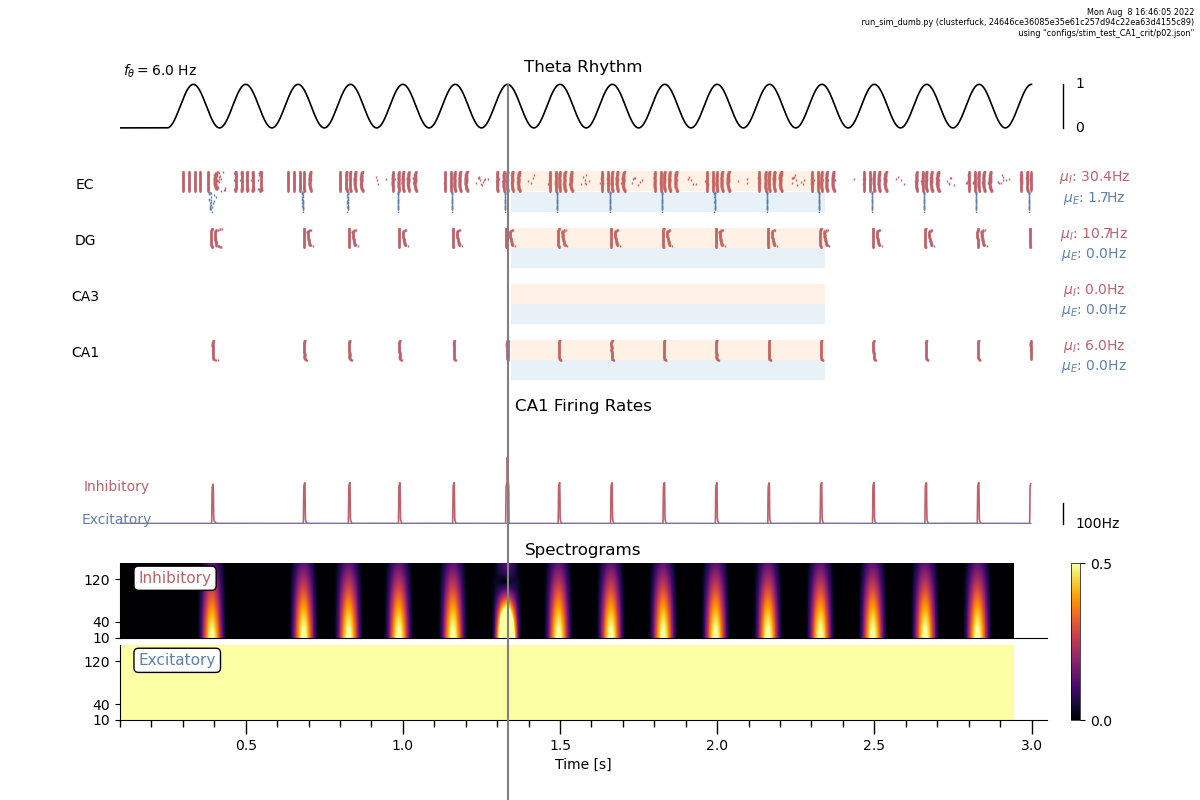 Mon Aug  8 16:46:05 2022
run_sim_dumb.py (clusterfuck, 24646ce36085e35e61c257d94c22ea63d4155c89)
using "configs/stim_test_CA1_crit/p02.json"
Theta Rhythm
fθ = 6.0 Hz
1
0
EC
μI: 30.4Hz
μE: 1.7Hz
DG
μI: 10.7Hz
μE: 0.0Hz
CA3
μI: 0.0Hz
μE: 0.0Hz
CA1
μI: 6.0Hz
μE: 0.0Hz
CA1 Firing Rates
Inhibitory
Excitatory
100Hz
Spectrograms
Inhibitory
120
40
10
0.5
0.0
Excitatory
120
40
10
0.5 1.0 1.5 2.0 2.5 3.0
Time [s]